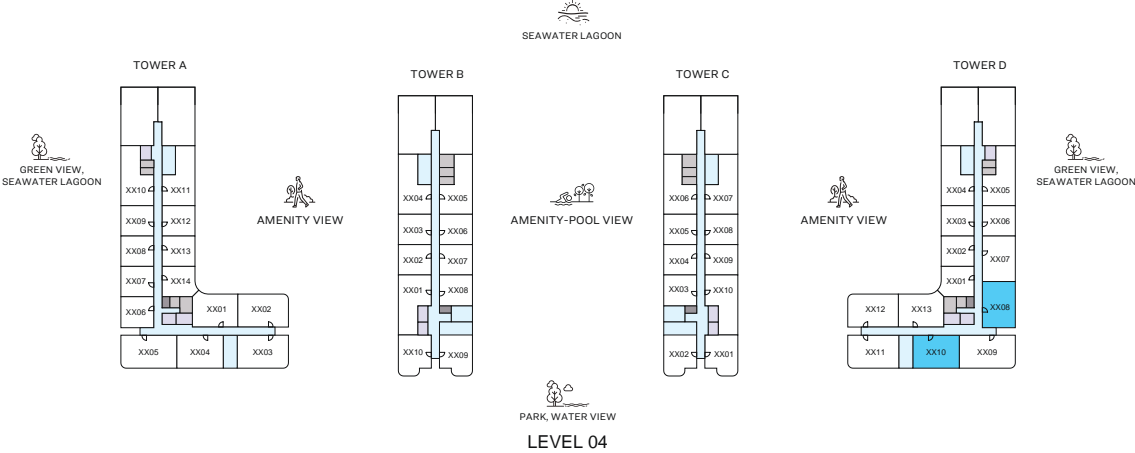 SEAWATER LAGOON
TOWER A
TOWER B
TOWER C
TOWER D
GREEN VIEW,
SEAWATER LAGOON
AMENITY VIEW
AMENITY-POOL VIEW
AMENITY VIEW
GREEN VIEW,
SEAWATER LAGOON
XX10 XX11
XX09 XX12
XX08 XX13
XX07 XX14
XX06 XX01 XX02
XX05 XX04 XX03
XX04 XX05
XX03 XX06
XX02 XX07
XX01 XX08
XX10 XX09
XX06 XX07
XX05 XX08
XX04 XX09
XX03 XX10
XX02 XX01
XX04 XX05
XX03 XX06
XX02 XX07
XX01 XX08
XX12 XX13
XX11 XX10 XX09
PARK, WATER VIEW
LEVEL 04